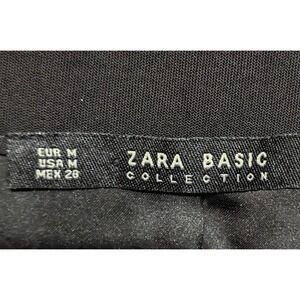 EUR M
USA M
MEX 28
ZARA BASIC
COLLECTION